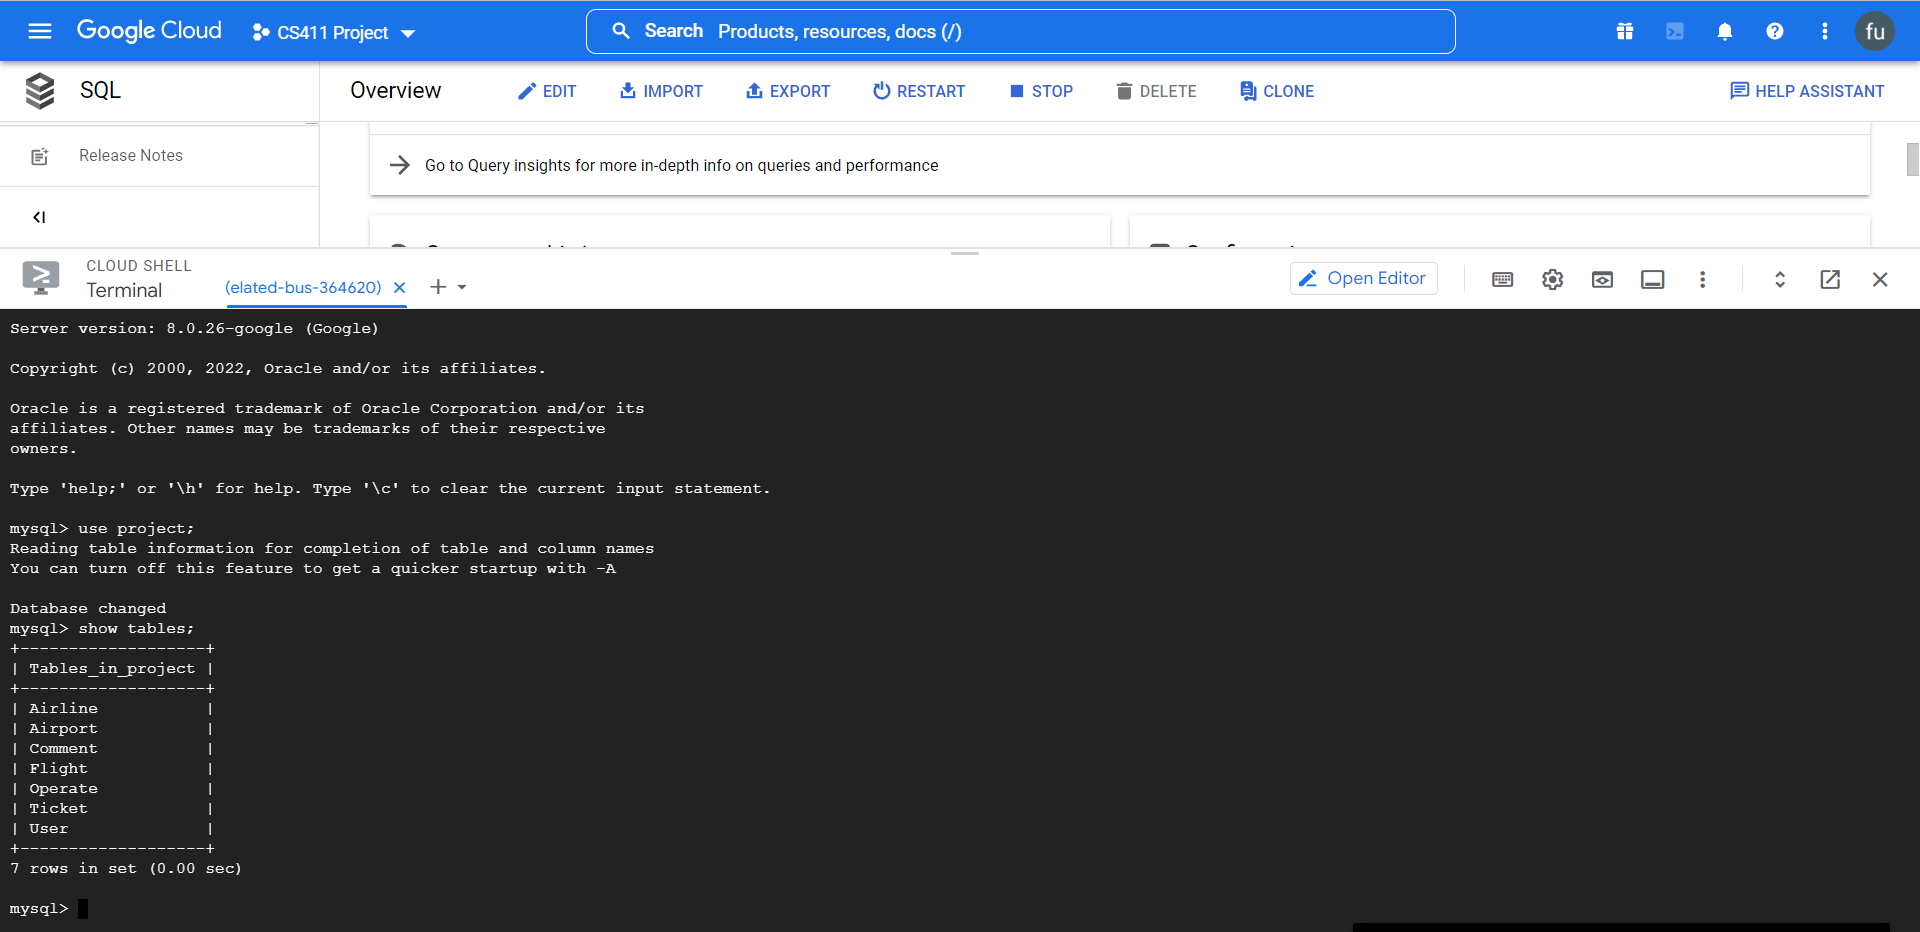 Google Cloud CS411 Project Search Products, resources, docs (/) fu
SQL Overview EDIT IMPORT EXPORT RESTART STOP DELETE CLONE HELP ASSISTANT
Release Notes
Go to Query insights for more in-depth info on queries and performance
CLOUD SHELL
Terminal (elated-bus-364620) Open Editor
Server version: 8.0.26-google (Google)
Copyright (c) 2000, 2022, Oracle and/or its affiliates.
Oracle is a registered trademark of Oracle Corporation and/or its
affiliates. Other names may be trademarks of their respective
owners.
Type 'help;' or '\h' for help. Type '\c' to clear the current input statement.
mysql> use project;
Reading table information for completion of table and column names
You can turn off this feature to get a quicker startup with -A
Database changed
mysql> show tables;
+-------------------+
| Tables_in_project |
+-------------------+
| Airline           |
| Airport           |
| Comment           |
| Flight            |
| Operate           |
| Ticket            |
| User              |
+-------------------+
7 rows in set (0.00 sec)
mysql>